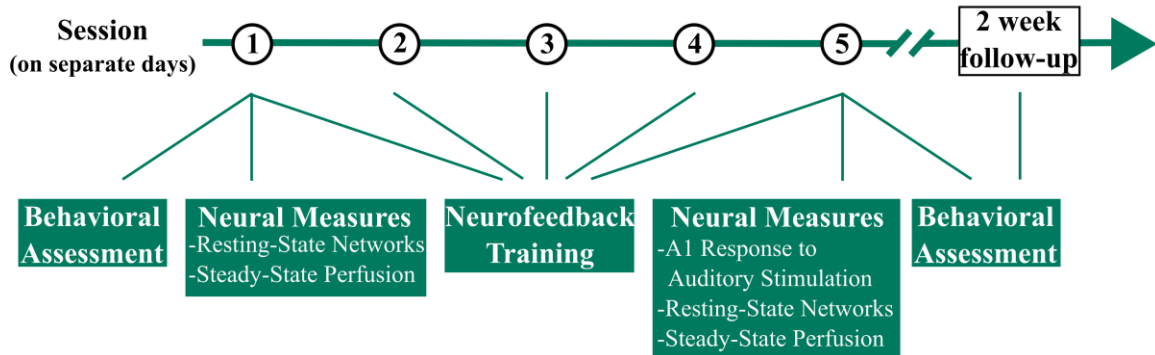 Session
(on separate days)
1
2
3
4
5
2 week
follow-up
Behavioral
Assessment
Neural Measures
-Resting-State Networks
-Steady-State Perfusion
Neurofeedback
Training
Neural Measures
-A1 Response to
Auditory Stimulation
-Resting-State Networks
-Steady-State Perfusion
Behavioral
Assessment